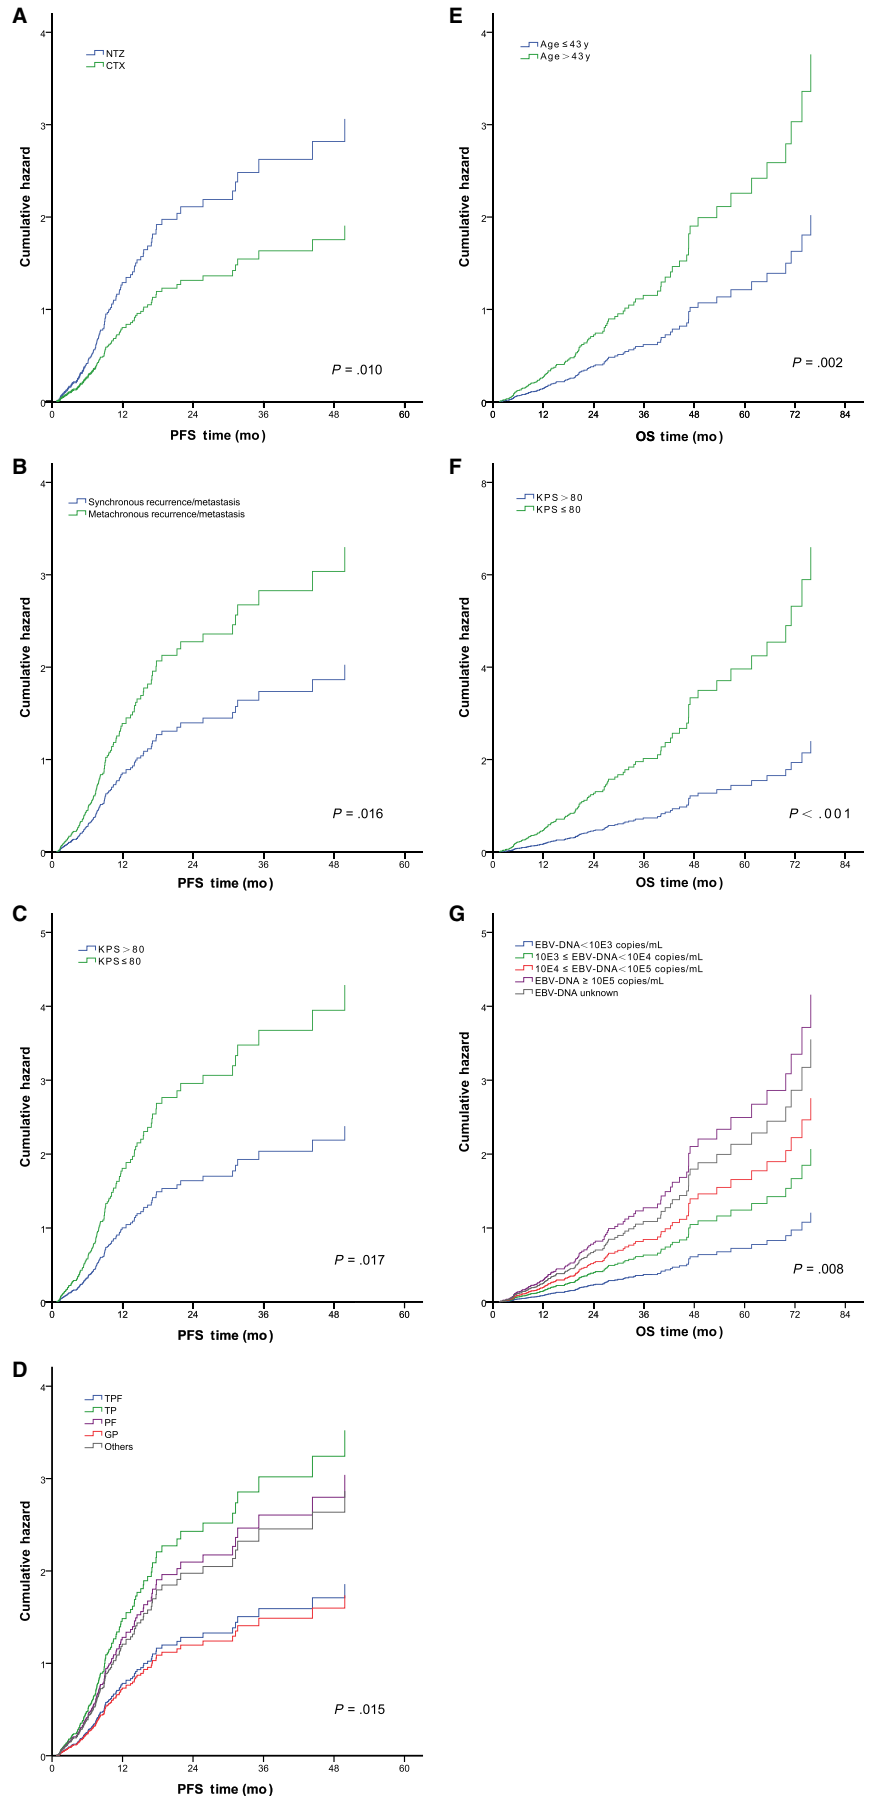 A
4
NTZ
CTX
3
2
1
0
Cumulative hazard
P = .010
0 12 24 36 48 60
PFS time (mo)
B
4
Synchronous recurrence/metastasis
Metachronous recurrence/metastasis
3
2
1
0
Cumulative hazard
P = .016
0 12 24 36 48 60
PFS time (mo)
C
5
KPS > 80
KPS ≤ 80
4
3
2
1
0
Cumulative hazard
P = .017
0 12 24 36 48 60
PFS time (mo)
D
4
TPF
TP
PF
GP
Others
3
2
1
0
Cumulative hazard
P = .015
0 12 24 36 48 60
PFS time (mo)
E
4
Age ≤ 43 y
Age > 43 y
3
2
1
0
Cumulative hazard
P = .002
0 12 24 36 48 60 72 84
OS time (mo)
F
8
KPS > 80
KPS ≤ 80
6
4
2
0
Cumulative hazard
P < .001
0 12 24 36 48 60 72 84
OS time (mo)
G
5
EBV-DNA<10E3 copies/mL
10E3 ≤ EBV-DNA<10E4 copies/mL
10E4 ≤ EBV-DNA<10E5 copies/mL
EBV-DNA ≥ 10E5 copies/mL
EBV-DNA unknown
4
3
2
1
0
Cumulative hazard
P = .008
0 12 24 36 48 60 72 84
OS time (mo)